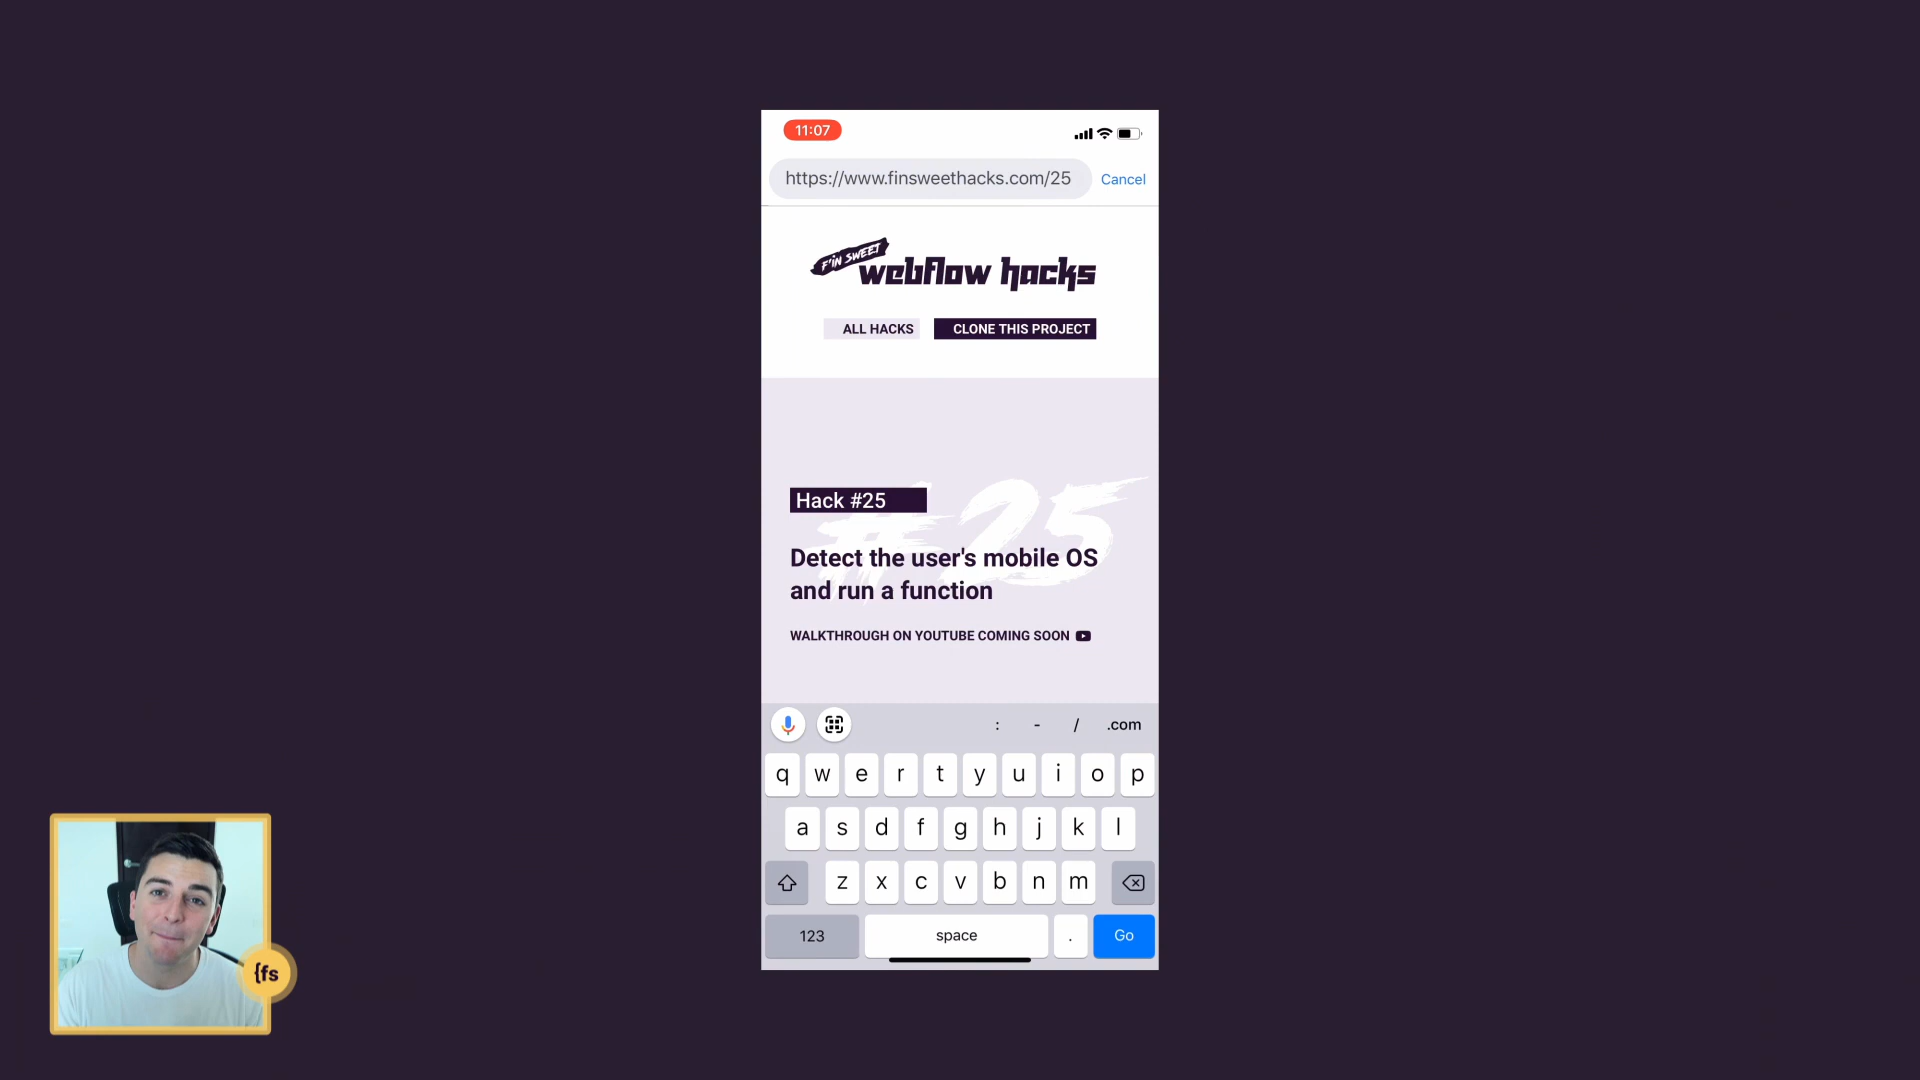 11:07
https://www.finsweethacks.com/25
Cancel
F'IN SWEET
webflow hacks
ALL HACKS
CLONE THIS PROJECT
#25
Hack #25
Detect the user's mobile OS
and run a function
WALKTHROUGH ON YOUTUBE COMING SOON
: - / .com
q w e r t y u i o p
a s d f g h j k l
z x c v b n m
123 space . Go
{fs